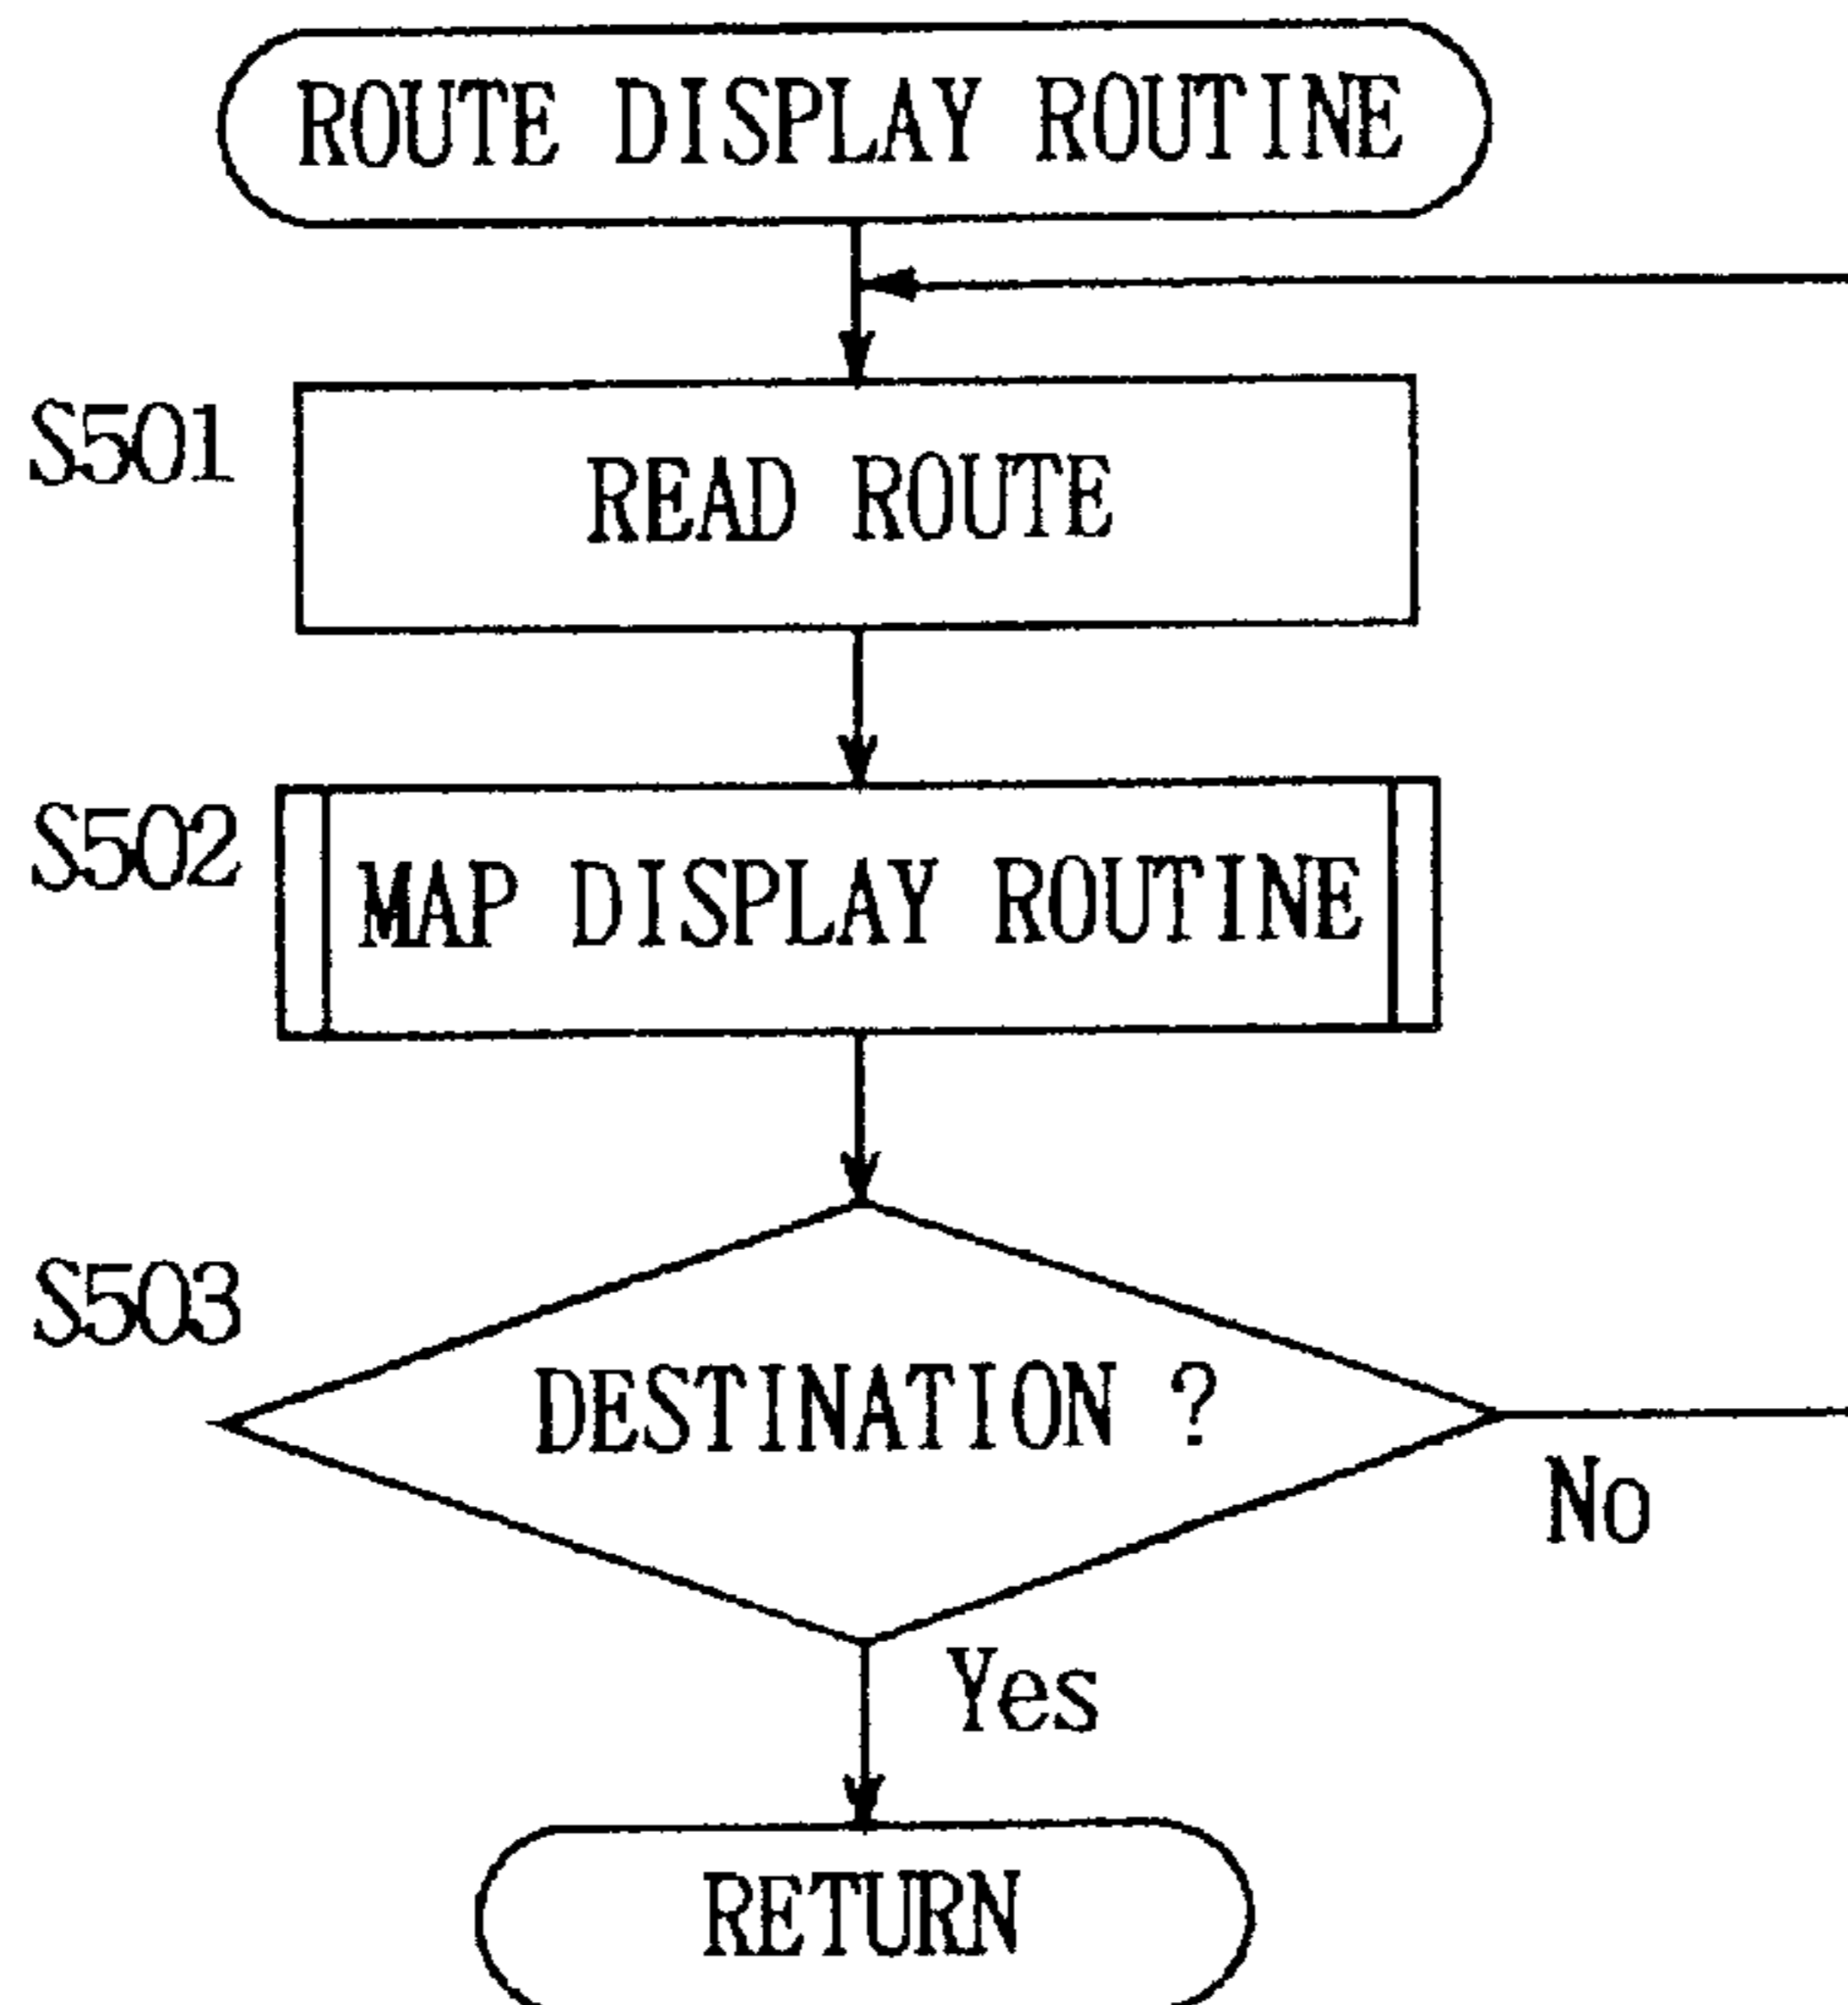 ROUTE DISPLAY ROUTINE
S501
READ ROUTE
S502
MAP DISPLAY ROUTINE
S503
DESTINATION ?
No
Yes
RETURN